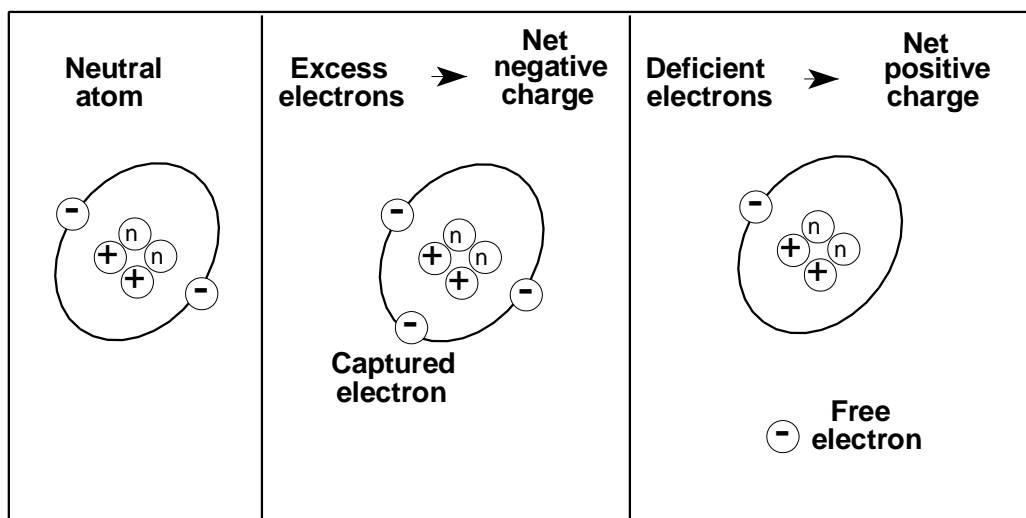 Neutral
atom
-
n
+
n
+
-
Excess
electrons
Net
negative
charge
-
n
+
n
+
-
-
Captured
electron
Deficient
electrons
Net
positive
charge
-
n
+
n
+
-
Free
electron